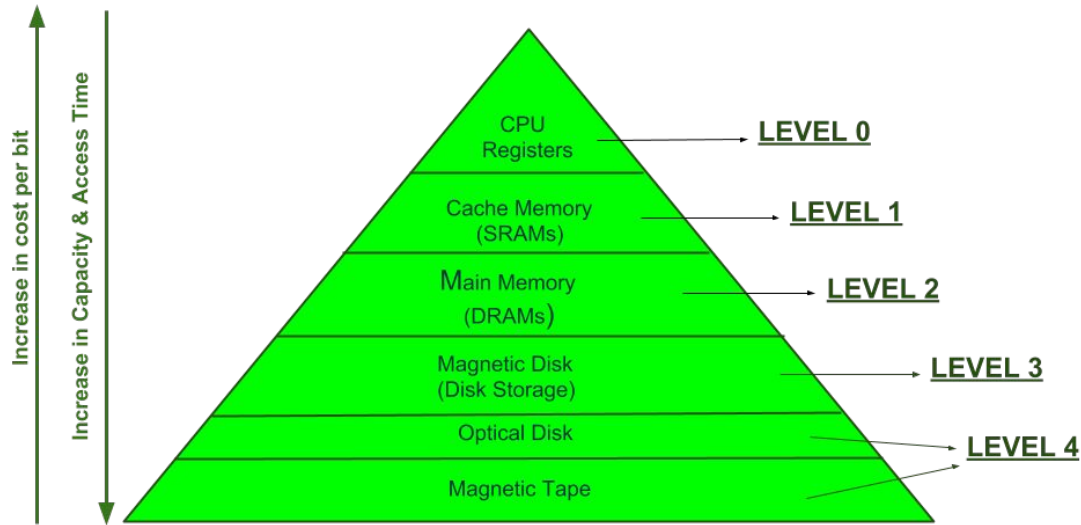 Increase in cost per bit
Increase in Capacity & Access Time
CPU
Registers
LEVEL 0
Cache Memory
(SRAMs)
LEVEL 1
Main Memory
(DRAMs)
LEVEL 2
Magnetic Disk
(Disk Storage)
LEVEL 3
Optical Disk
LEVEL 4
Magnetic Tape